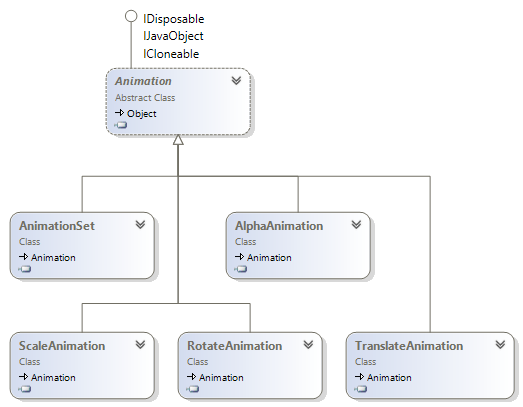 IDisposable
IJavaObject
ICloneable
Animation
Abstract Class
Object
AnimationSet
Class
Animation
AlphaAnimation
Class
Animation
ScaleAnimation
Class
Animation
RotateAnimation
Class
Animation
TranslateAnimation
Class
Animation